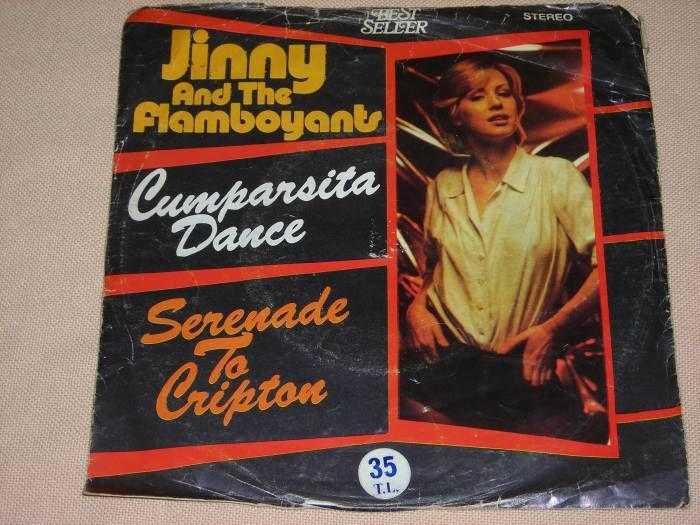 BEST
SELLER
STEREO
Jinny
And The
Flamboyants
Cumparsita
Dance
Serenade
To
Cripton
35
T.L.